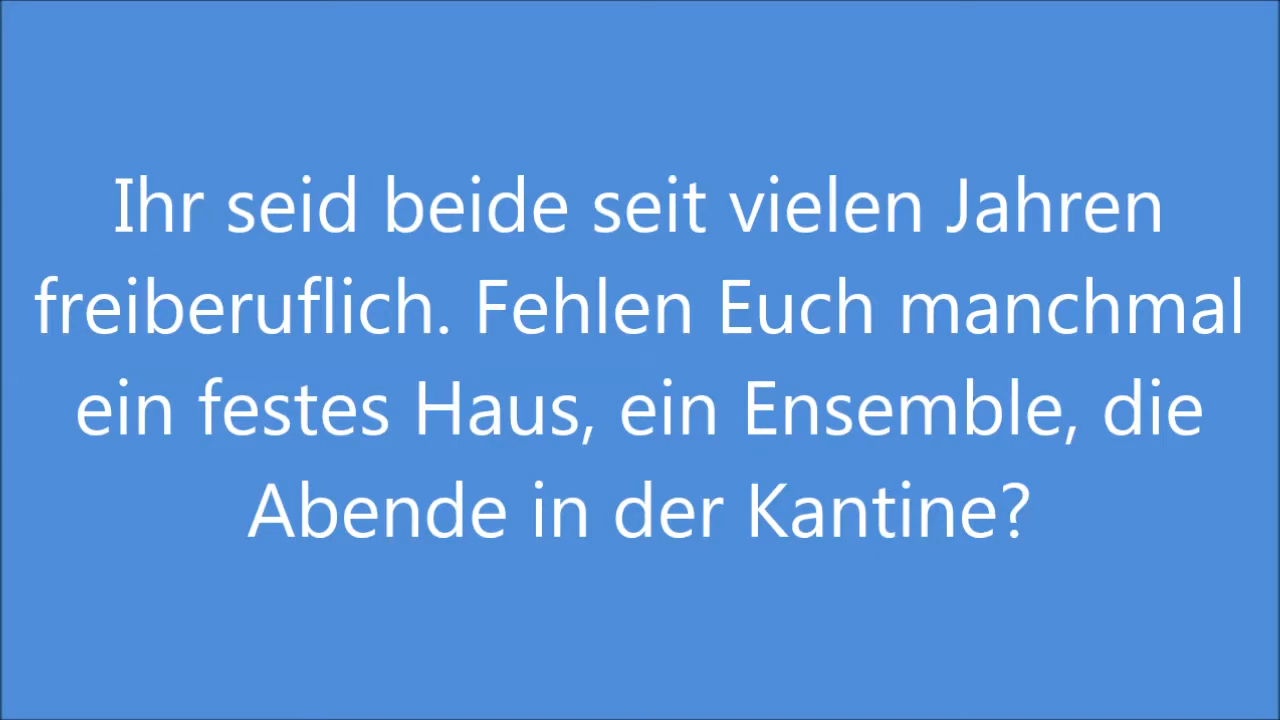 Ihr seid beide seit vielen Jahren
freiberuflich. Fehlen Euch manchmal
ein festes Haus, ein Ensemble, die
Abende in der Kantine?